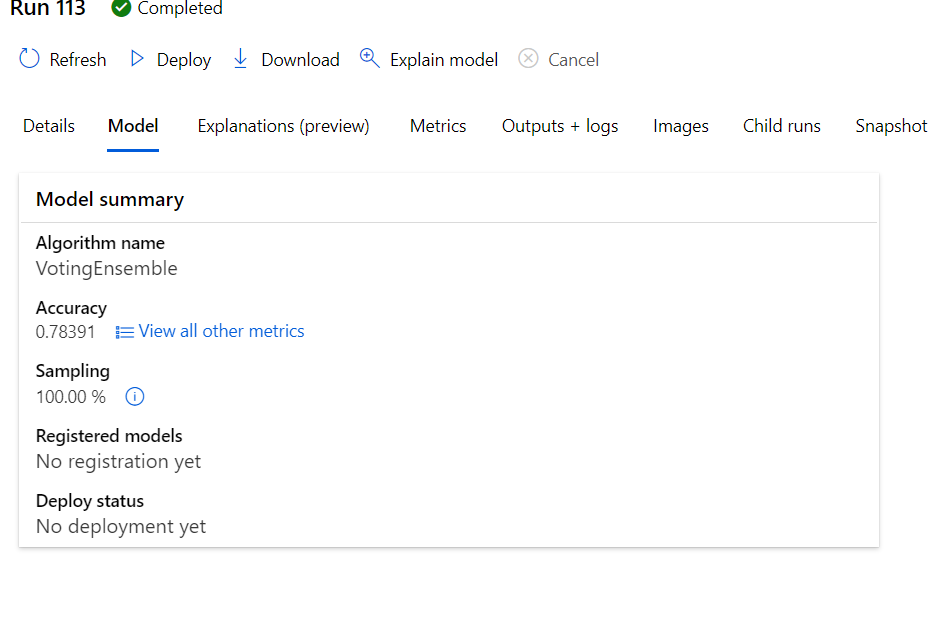 Run 113 Completed
Refresh Deploy Download Explain model Cancel
Details Model Explanations (preview) Metrics Outputs + logs Images Child runs Snapshot
Model summary
Algorithm name
VotingEnsemble
Accuracy
0.78391 View all other metrics
Sampling
100.00 %
Registered models
No registration yet
Deploy status
No deployment yet